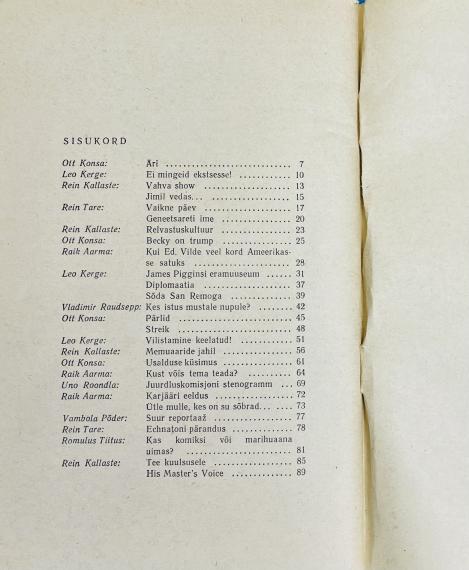 SISUKORD
Ott Konsa: Äri ............................ 7
Leo Kerge: Ei mingeid ekstsesse! ............ 10
Rein Kallaste: Vahva show .................... 13
Jimil vedas... .................... 15
Rein Tare: Vaikne päev ..................... 17
Geneetsareti ime ................. 20
Rein Kallaste: Relvastuskultuur ................. 23
Ott Konsa: Becky on trump ................ 25
Raik Aarma: Kui Ed. Vilde veel kord Ameerikas-
se satuks ...................... 28
Leo Kerge: James Pigginsi eramuuseum ...... 31
Diplomaatia ..................... 37
Sõda San Remoga .............. 39
Vladimir Raudsepp: Kes istus mustale nupule? ........ 42
Ott Konsa: Pärlid .......................... 45
Streik .......................... 48
Leo Kerge: Vilistamine keelatud! ............ 51
Rein Kallaste: Memuaaride jahil ................ 56
Ott Konsa: Usalduse küsimus ............... 61
Raik Aarma: Kust võis tema teada? .......... 64
Uno Roondla: Juurdluskomisjoni stenogramm ... 69
Raik Aarma: Karjääri eeldus ................. 72
Ütle mulle, kes on su sõbrad... .... 73
Vambola Põder: Suur reportaaž .................. 77
Rein Tare: Echnatoni pärandus .............. 78
Romulus Tiitus: Kas komiksi või marihuaana
uimas? ........................ 81
Rein Kallaste: Tee kuulsusele .................. 85
His Master's Voice .............. 89